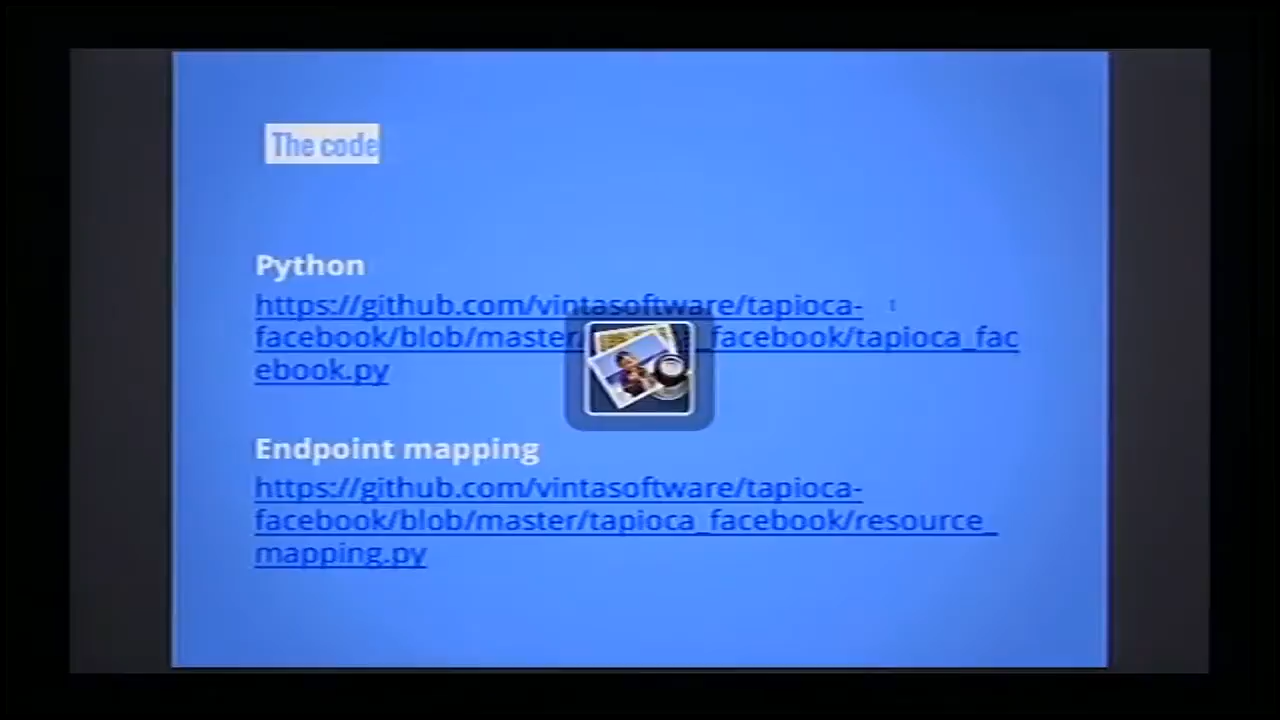 The code
Python
https://github.com/vintasoftware/tapioca-
facebook/blob/master/ _facebook/tapioca_fac
ebook.py
Endpoint mapping
https://github.com/vintasoftware/tapioca-
facebook/blob/master/tapioca_facebook/resource_
mapping.py